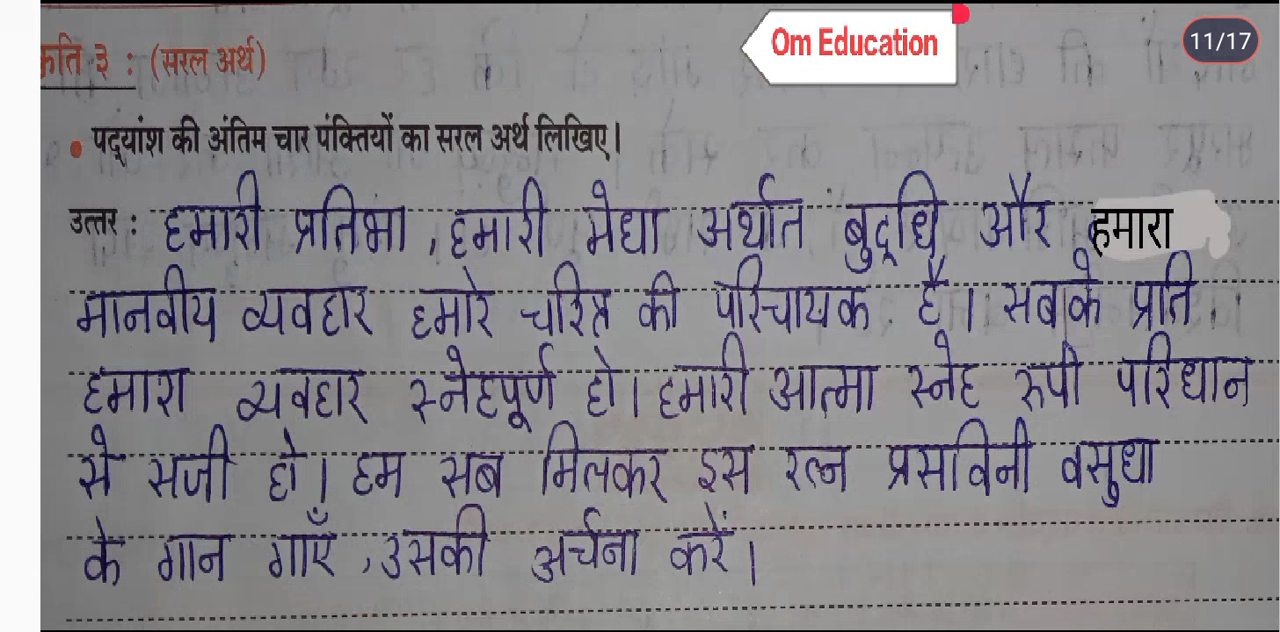 Om Education
11/17
कृति ३ : (सरल अर्थ)
• पद्यांश की अंतिम चार पंक्तियों का सरल अर्थ लिखिए।
उत्तर : हमारी प्रतिभा, हमारी मेधा अर्थात बुद्धि और हमारा
मानवीय व्यवहार हमारे चरित्र की परिचायक है। सबके प्रति
हमारा व्यवहार स्नेहपूर्ण हो। हमारी आत्मा स्नेह रुपी परिधान
से सजी हो। हम सब मिलकर इस रत्न प्रसविनी वसुधा
के गान गाएँ, उसकी अर्चना करें।